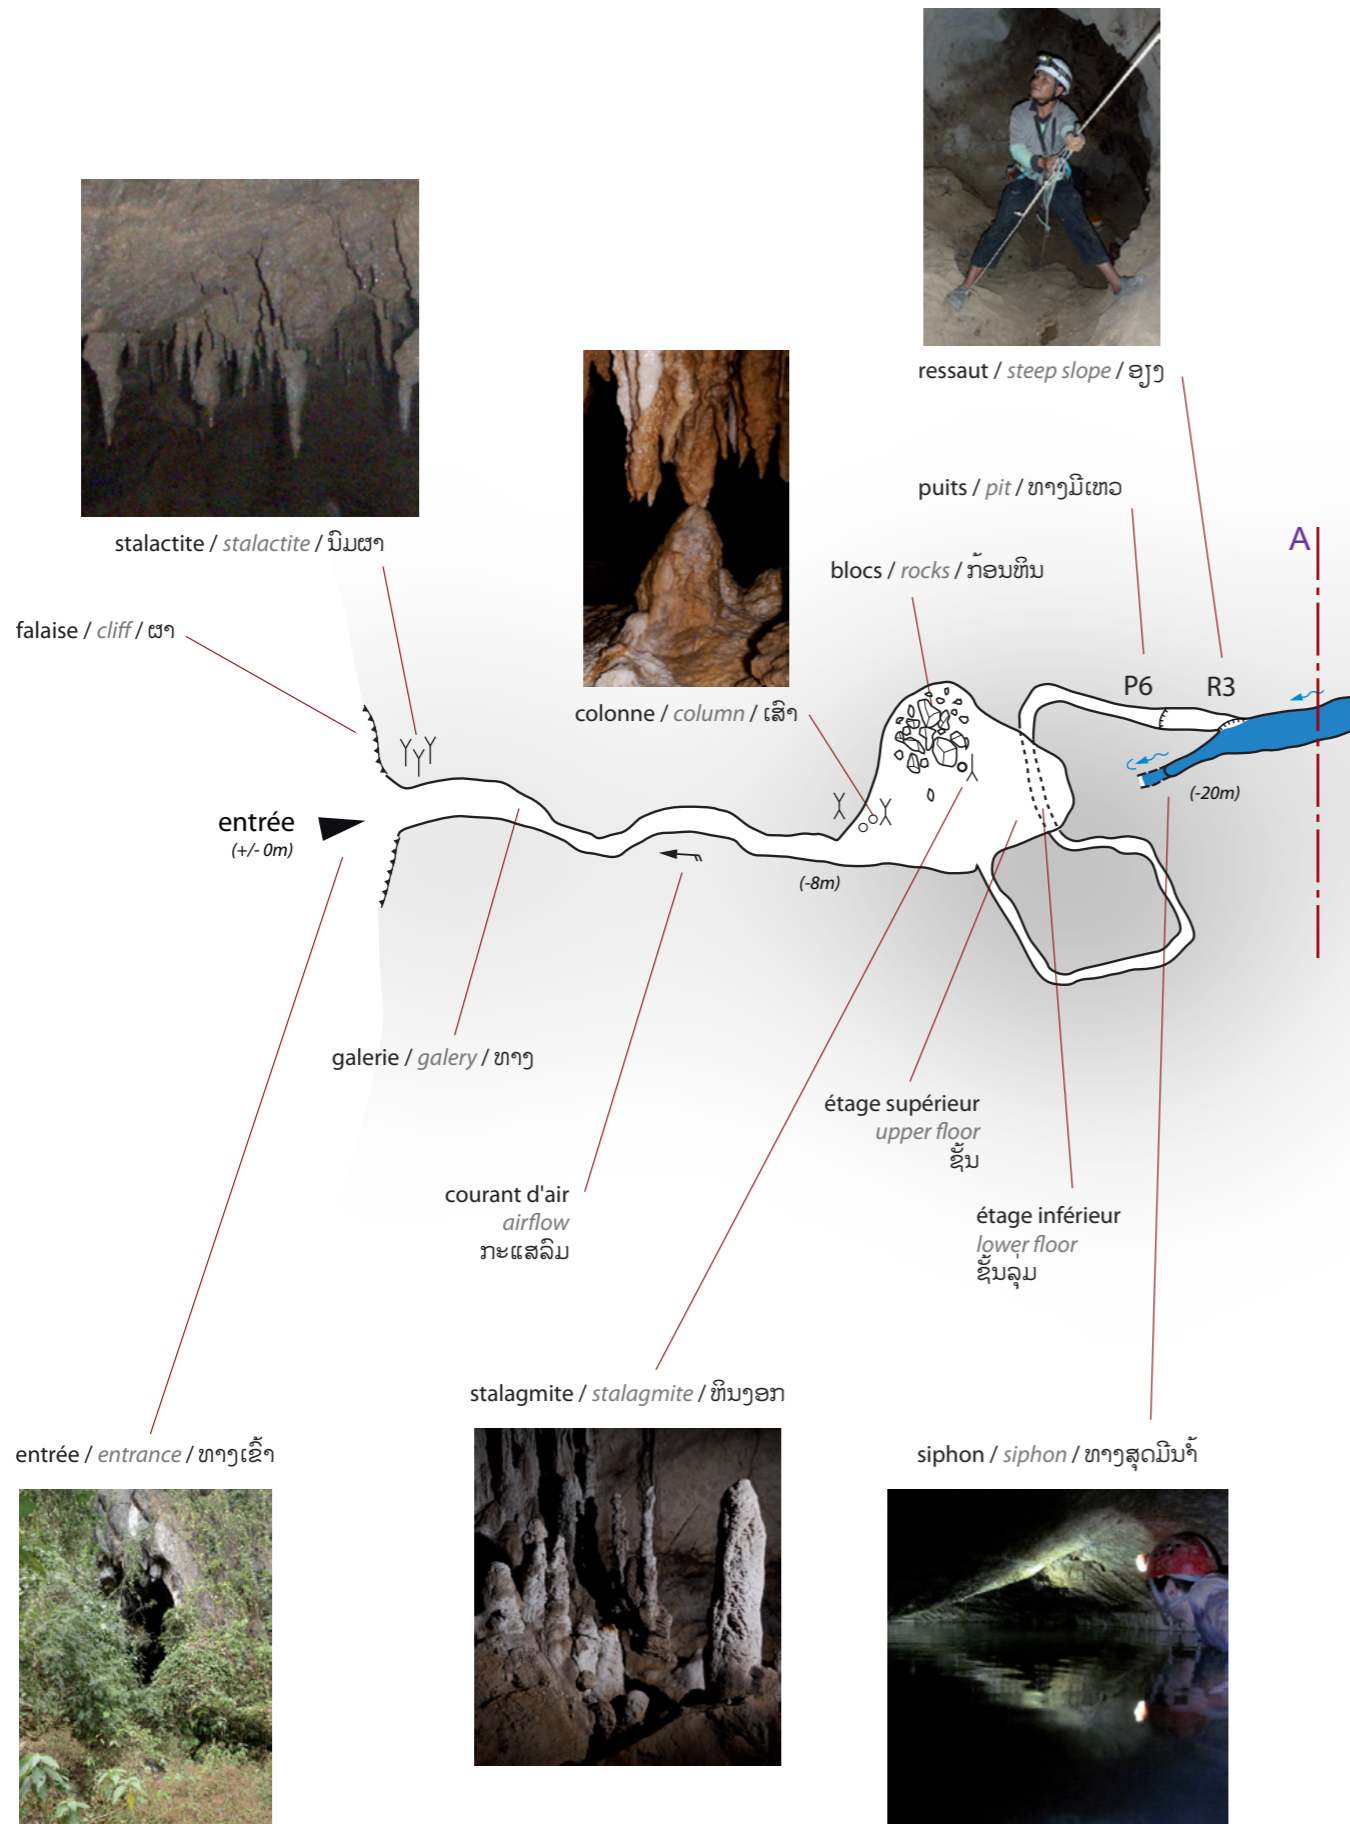 ressaut / steep slope / ອຽງ
puits / pit / ທາງມີເຫວ
A
stalactite / stalactite / ນົມຜາ
blocs / rocks / ກ້ອນຫິນ
falaise / cliff / ຜາ
P6
R3
colonne / column / ເສົາ
(-20m)
entrée
(+/- 0m)
(-8m)
galerie / galery / ທາງ
étage supérieur
upper floor
ຊັ້ນ
courant d'air
airflow
ກະແສລົມ
étage inférieur
lower floor
ຊັ້ນລຸ່ມ
stalagmite / stalagmite / ຫິນງອກ
entrée / entrance / ທາງເຂົ້າ
siphon / siphon / ທາງສຸດມີນ້ຳ